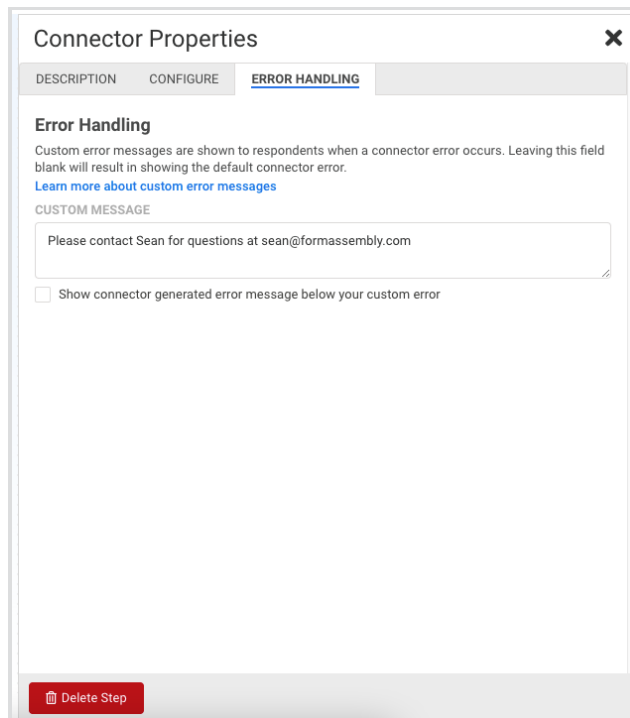 Connector Properties
DESCRIPTION CONFIGURE ERROR HANDLING
Error Handling
Custom error messages are shown to respondents when a connector error occurs. Leaving this field
blank will result in showing the default connector error.
Learn more about custom error messages
CUSTOM MESSAGE
Please contact Sean for questions at sean@formassembly.com
Show connector generated error message below your custom error
Delete Step